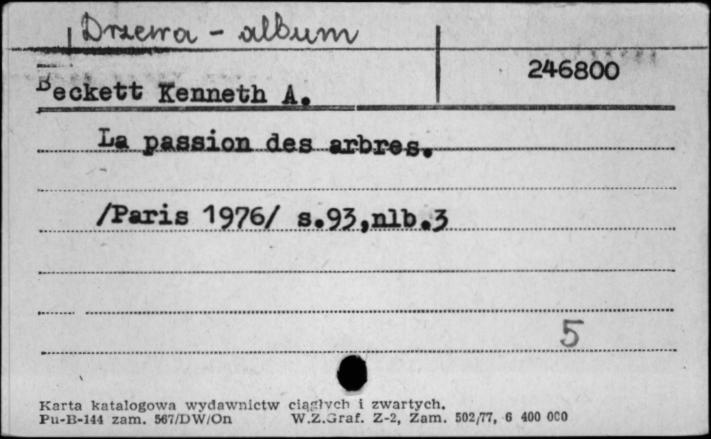 Drzewa - album
246800
Beckett Kenneth A.
La passion des arbres.
/Paris 1976/ s.93,nlb.3
5
Karta katalogowa wydawnictw ciągłych i zwartych.
Pu-B-144 zam. 567/DW/On W.Z.Graf. Z-2, Zam. 502/77, 6 400 000